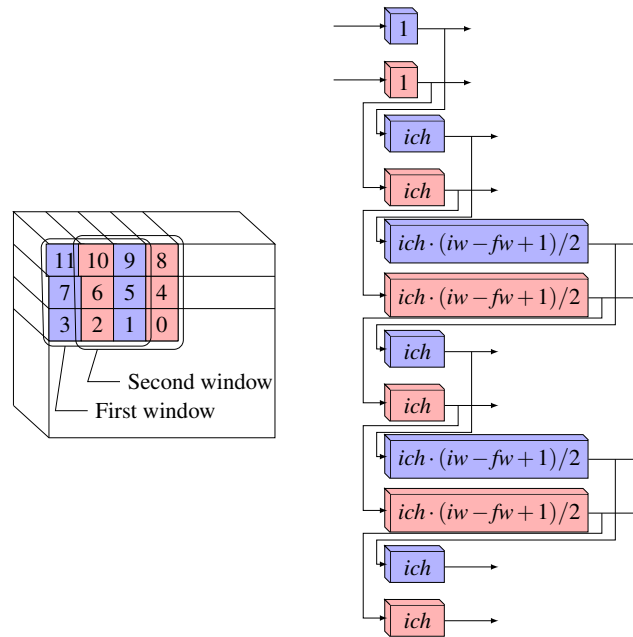 11 10 9 8
7 6 5 4
3 2 1 0
Second window
First window
1
1
ich
ich
ich · (iw − fw + 1)/2
ich · (iw − fw + 1)/2
ich
ich
ich · (iw − fw + 1)/2
ich · (iw − fw + 1)/2
ich
ich